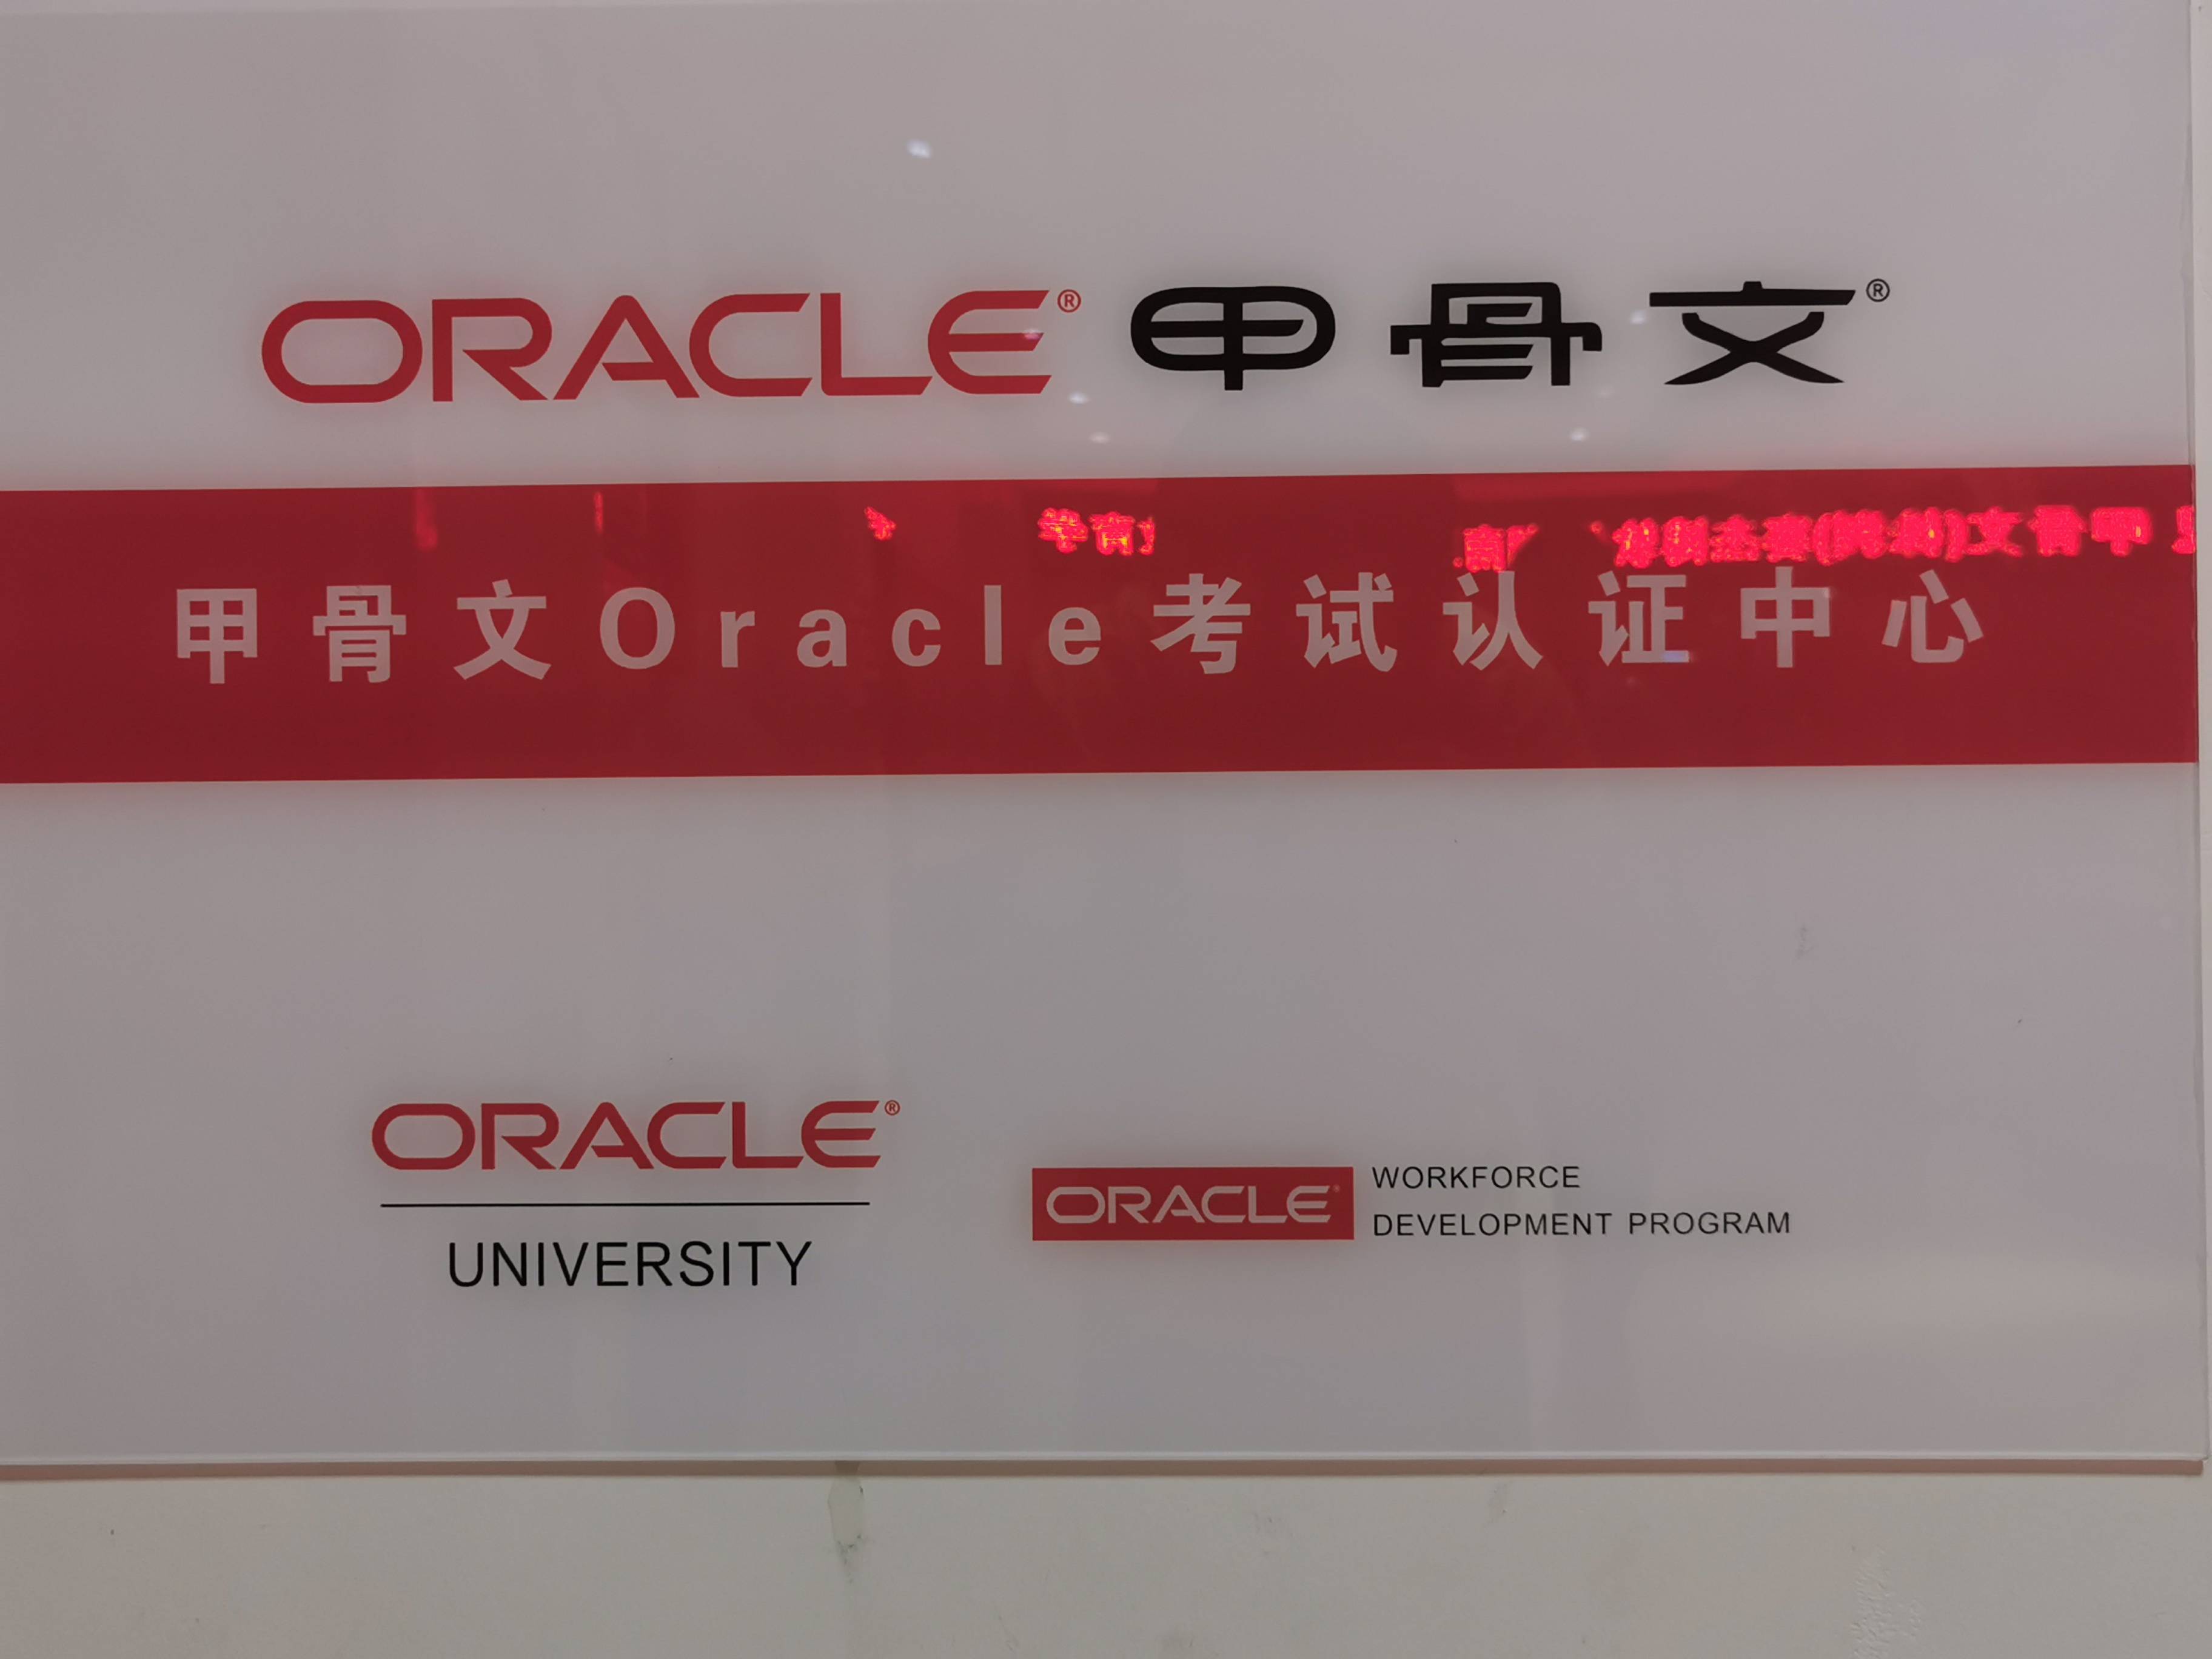 ORACLE® 甲骨文®
甲骨文Oracle考试认证中心
ORACLE®
UNIVERSITY
ORACLE®
WORKFORCE
DEVELOPMENT PROGRAM